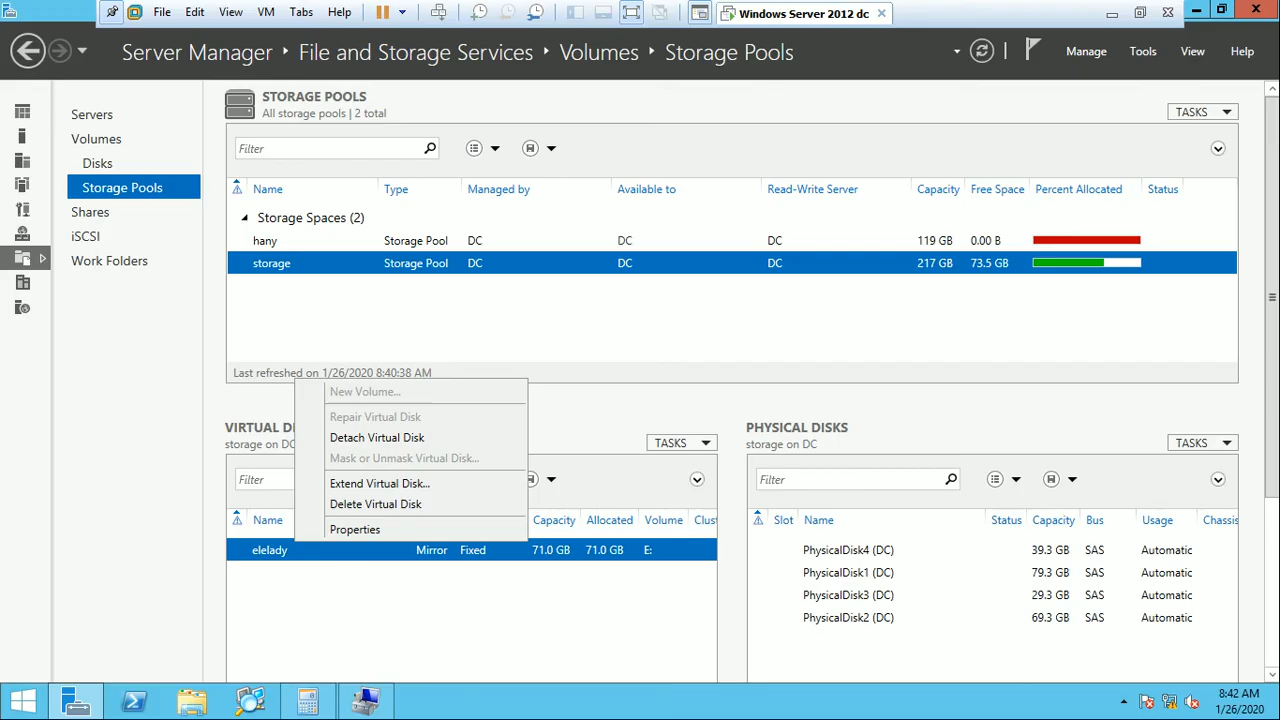 File Edit View VM Tabs Help
Windows Server 2012 dc
Server Manager File and Storage Services Volumes Storage Pools
Manage Tools View Help
Servers
Volumes
Disks
Storage Pools
Shares
iSCSI
Work Folders
STORAGE POOLS
All storage pools | 2 total
TASKS
Filter
Name Type Managed by Available to Read-Write Server Capacity Free Space Percent Allocated Status
Storage Spaces (2)
hany Storage Pool DC DC DC 119 GB 0.00 B
storage Storage Pool DC DC DC 217 GB 73.5 GB
Last refreshed on 1/26/2020 8:40:38 AM
New Volume...
Repair Virtual Disk
Detach Virtual Disk
Mask or Unmask Virtual Disk...
Extend Virtual Disk...
Delete Virtual Disk
Properties
VIRTUAL DI
storage on DC
TASKS
Filter
Name Capacity Allocated Volume Clust
elelady Mirror Fixed 71.0 GB 71.0 GB E:
PHYSICAL DISKS
storage on DC
TASKS
Filter
Slot Name Status Capacity Bus Usage Chassis
PhysicalDisk4 (DC) 39.3 GB SAS Automatic
PhysicalDisk1 (DC) 79.3 GB SAS Automatic
PhysicalDisk3 (DC) 29.3 GB SAS Automatic
PhysicalDisk2 (DC) 69.3 GB SAS Automatic
8:42 AM
1/26/2020